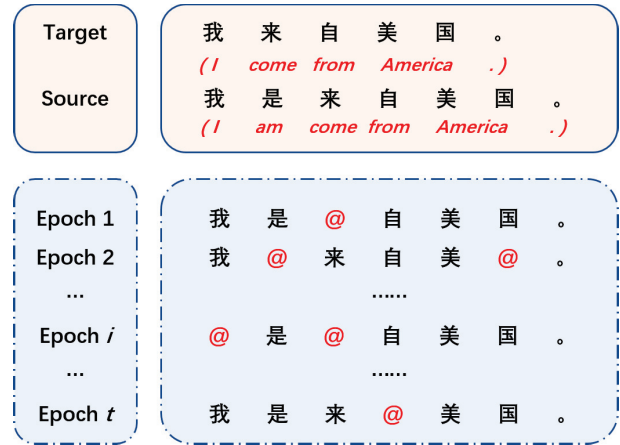 Target 我 来 自 美 国 。
( I come from America . )
Source 我 是 来 自 美 国 。
( I am come from America . )
Epoch 1 我 是 @ 自 美 国 。
Epoch 2 我 @ 来 自 美 @ 。
... ......
Epoch i @ 是 @ 自 美 国 。
... ......
Epoch t 我 是 来 @ 美 国 。